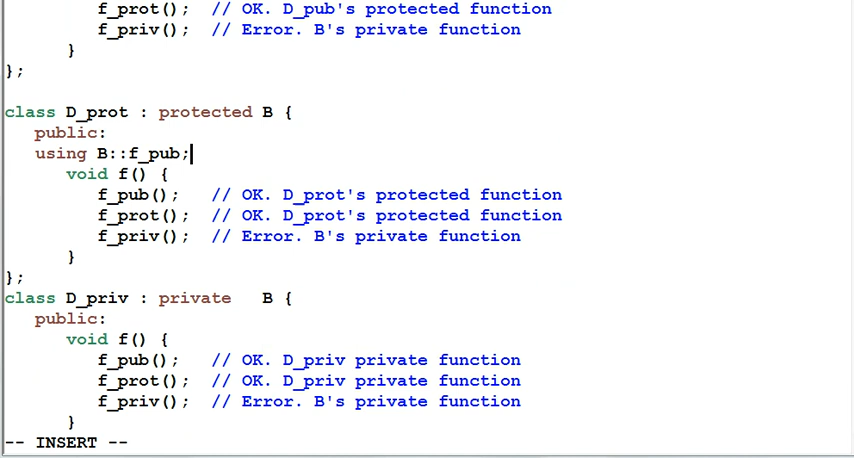 f_prot();  // OK. D_pub's protected function
f_priv();  // Error. B's private function
}
};
class D_prot : protected B {
public:
using B::f_pub;
void f() {
f_pub();   // OK. D_prot's protected function
f_prot();  // OK. D_prot's protected function
f_priv();  // Error. B's private function
}
};
class D_priv : private   B {
public:
void f() {
f_pub();   // OK. D_priv private function
f_prot();  // OK. D_priv private function
f_priv();  // Error. B's private function
}
-- INSERT --